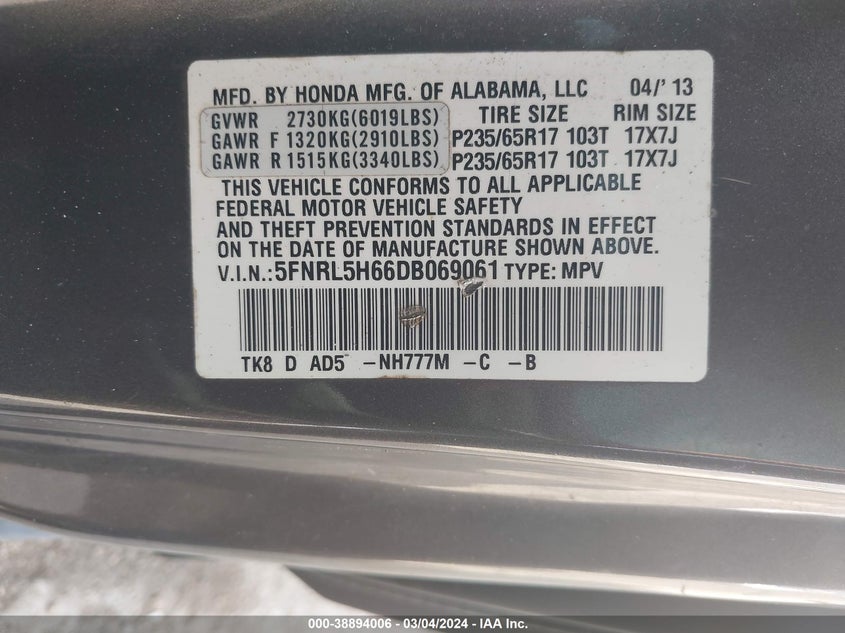 MFD. BY HONDA MFG. OF ALABAMA, LLC 04/'13
GVWR 2730KG(6019LBS) TIRE SIZE RIM SIZE
GAWR F 1320KG(2910LBS) P235/65R17 103T 17X7J
GAWR R 1515KG(3340LBS) P235/65R17 103T 17X7J
THIS VEHICLE CONFORMS TO ALL APPLICABLE
FEDERAL MOTOR VEHICLE SAFETY
AND THEFT PREVENTION STANDARDS IN EFFECT
ON THE DATE OF MANUFACTURE SHOWN ABOVE.
V.I.N.:5FNRL5H66DB069061 TYPE: MPV
TK8 D AD5 -NH777M -C -B
000-38894006 - 03/04/2024 - IAA Inc.